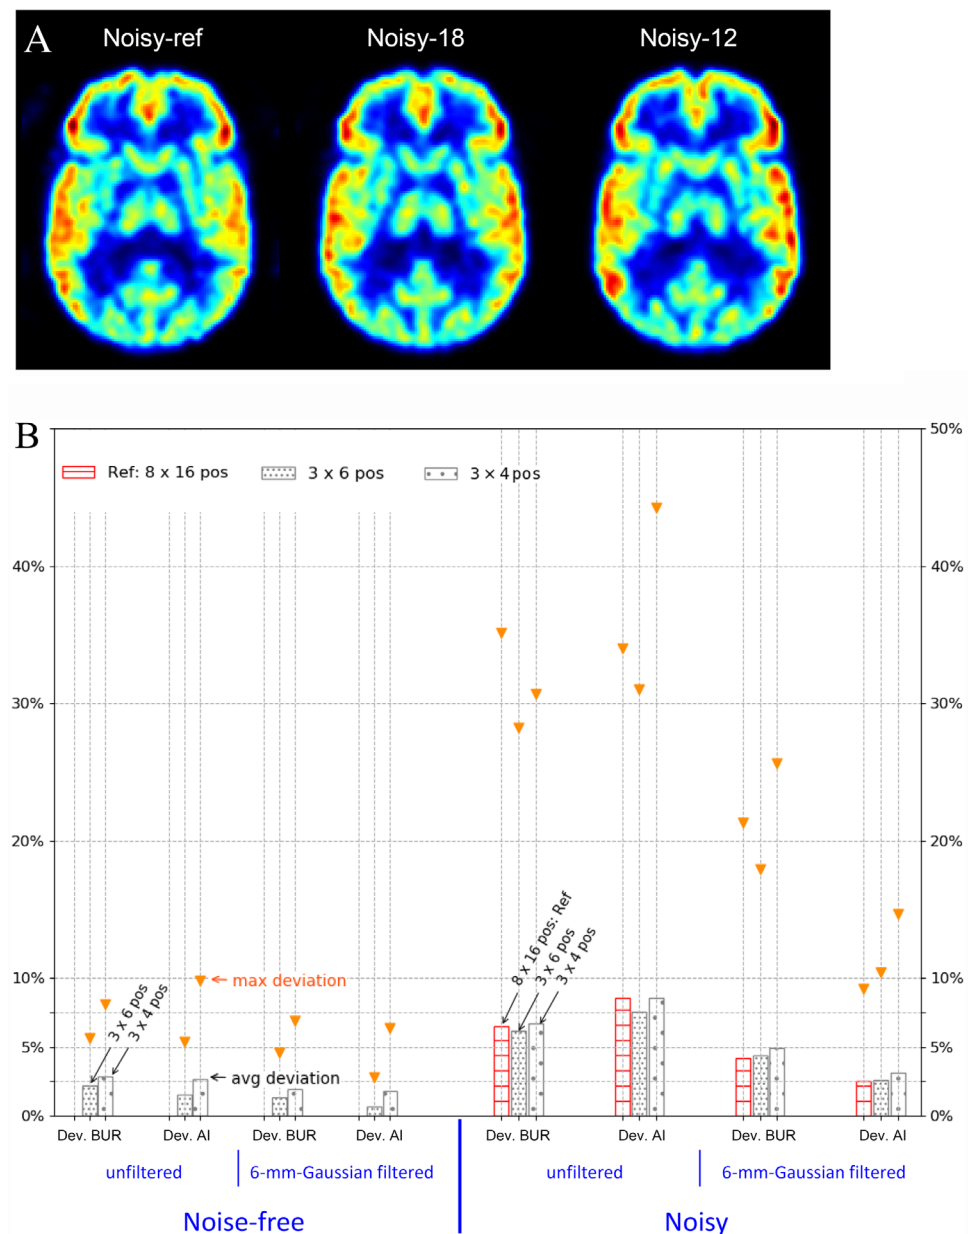 A
Noisy-ref Noisy-18 Noisy-12
B
50%
Ref: 8 x 16 pos 3 x 6 pos 3 × 4 pos
40% 40%
30% 30%
20% 20%
8 x 16 pos: Ref
3 x 6 pos
3 x 4 pos
10% max deviation 10%
3 x 6 pos
3 x 4 pos
5% avg deviation 5%
0% 0%
Dev. BUR Dev. AI Dev. BUR Dev. AI Dev. BUR Dev. AI Dev. BUR Dev. AI
unfiltered 6-mm-Gaussian filtered unfiltered 6-mm-Gaussian filtered
Noise-free Noisy